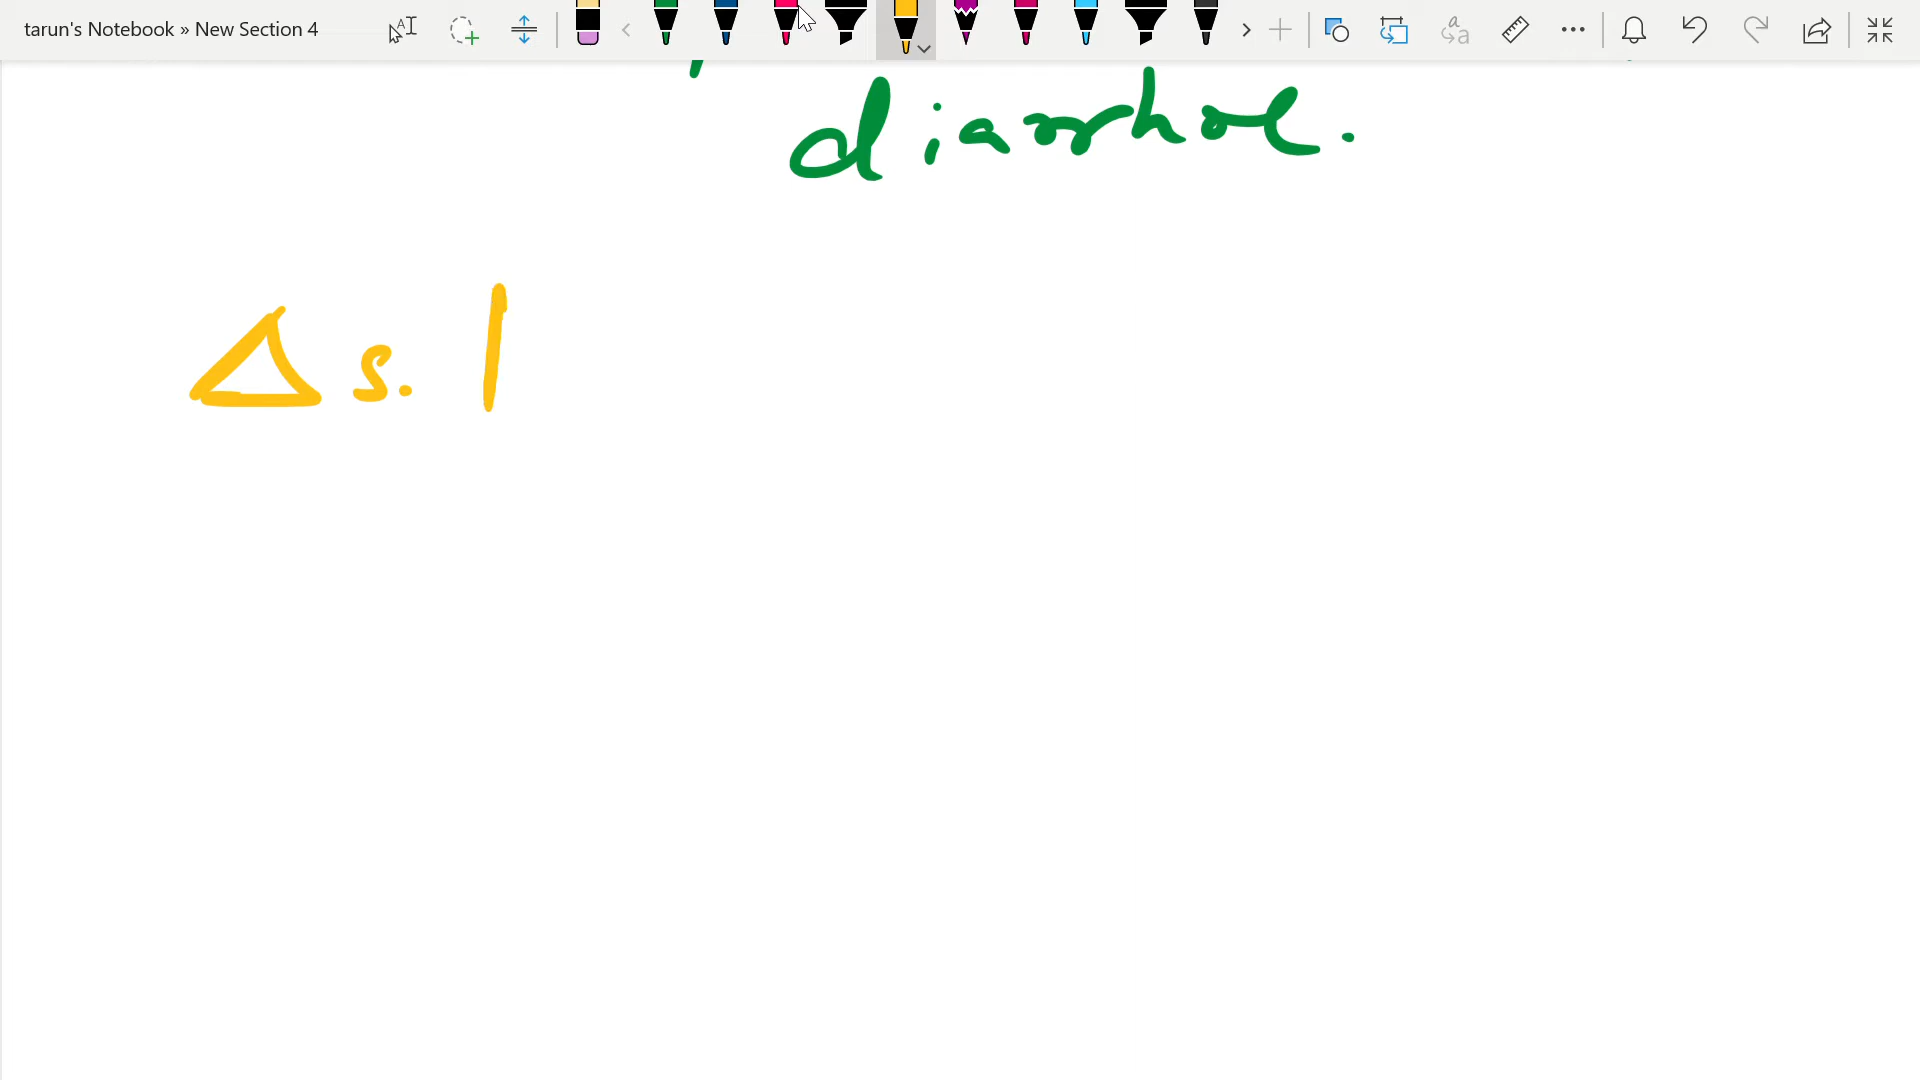 tarun's Notebook » New Section 4
diarrhoe.
Δs. |